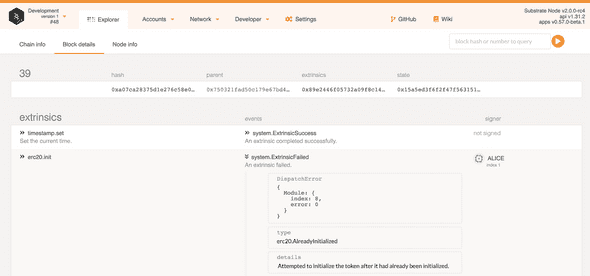 Development
version 1
#48
Explorer
Accounts
Network
Developer
Settings
GitHub
Wiki
Substrate Node v2.0.0-rc4
api v1.31.2
apps v0.57.0-beta.1
Chain info
Block details
Node info
block hash or number to query
39
hash
parent
extrinsics
state
0xa07ca28375d1e276c58e0…
0x750321fad50c179e67bd4…
0x89e2446f05732a09f8c14…
0x15a5ed3f6f2f47f563151…
extrinsics
events
signer
timestamp.set
Set the current time.
system.ExtrinsicSuccess
An extrinsic completed successfully.
not signed
erc20.init
system.ExtrinsicFailed
An extrinsic failed.
ALICE
index 1
DispatchError
{
Module: {
index: 8,
error: 0
}
}
type
erc20.AlreadyInitialized
details
Attempted to initialize the token after it had already been initialized.